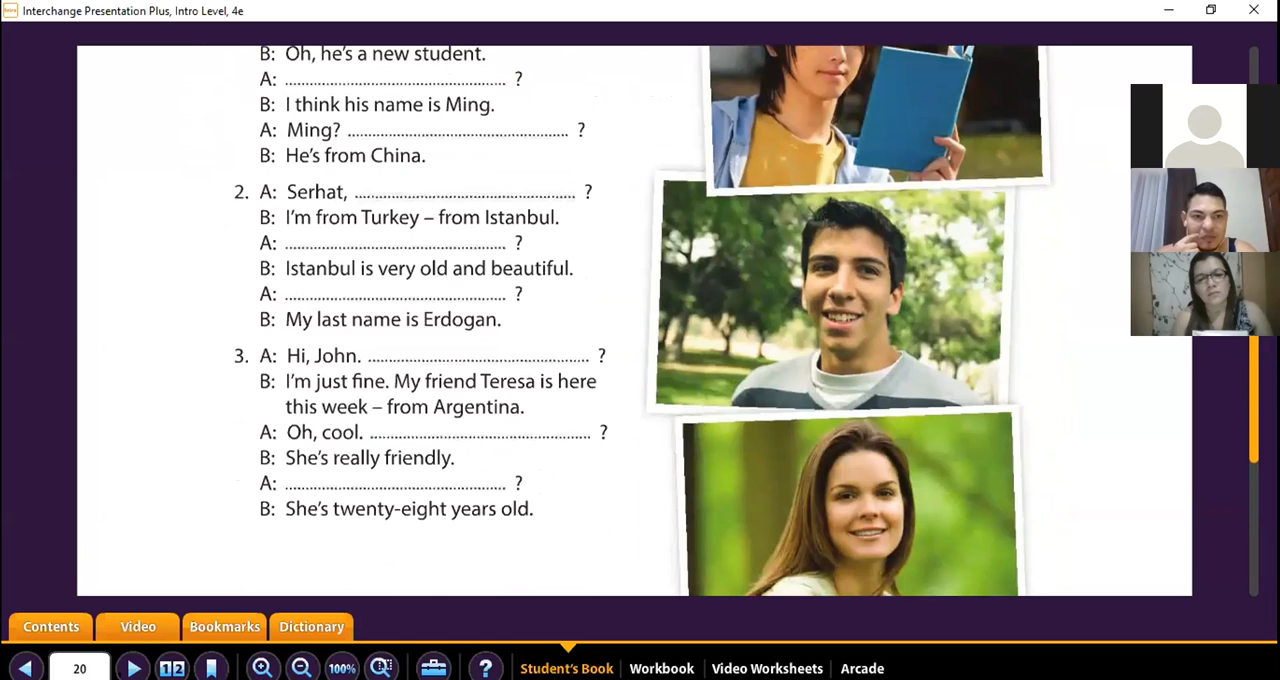 Interchange Presentation Plus, Intro Level, 4e
B: Oh, he's a new student.
A: ............................................ ?
B: I think his name is Ming.
A: Ming? ............................................ ?
B: He's from China.
2. A: Serhat, ............................................ ?
B: I'm from Turkey – from Istanbul.
A: ............................................ ?
B: Istanbul is very old and beautiful.
A: ............................................ ?
B: My last name is Erdogan.
3. A: Hi, John. ............................................ ?
B: I'm just fine. My friend Teresa is here
this week – from Argentina.
A: Oh, cool. ............................................ ?
B: She's really friendly.
A: ............................................ ?
B: She's twenty-eight years old.
Contents Video Bookmarks Dictionary
20 12 100% ? Student's Book Workbook Video Worksheets Arcade